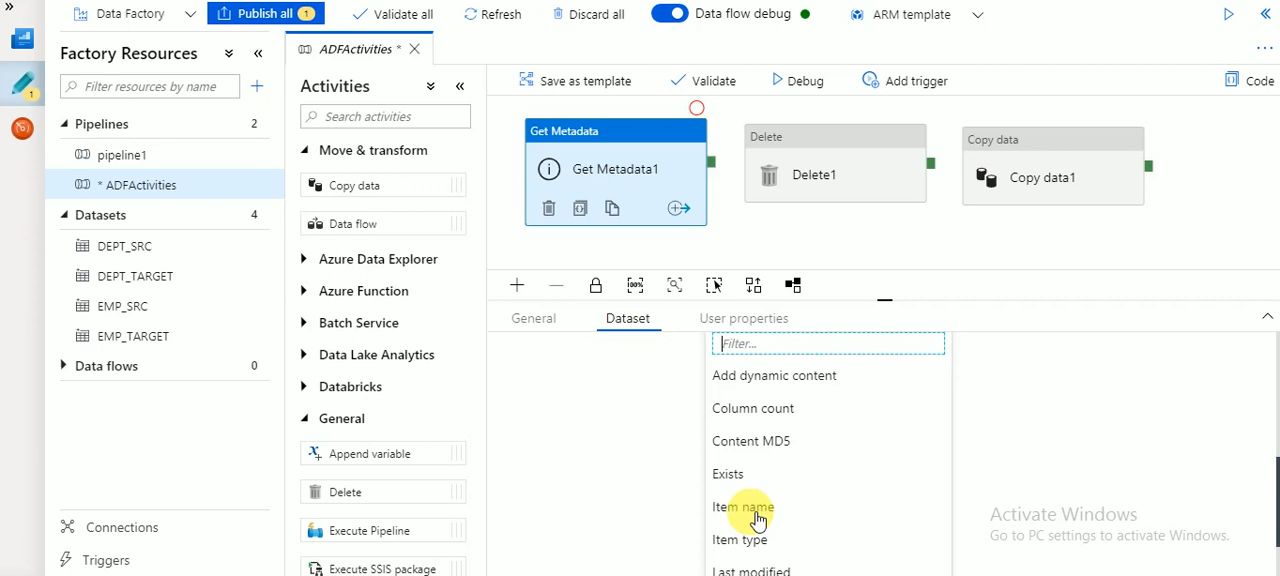 Data Factory
Publish all 1
Validate all
Refresh
Discard all
Data flow debug
ARM template
1
Factory Resources
Filter resources by name
Pipelines 2
pipeline1
* ADFActivities
Datasets 4
DEPT_SRC
DEPT_TARGET
EMP_SRC
EMP_TARGET
Data flows 0
Connections
Triggers
ADFActivities *
Activities
Search activities
Move & transform
Copy data
Data flow
Azure Data Explorer
Azure Function
Batch Service
Data Lake Analytics
Databricks
General
Append variable
Delete
Execute Pipeline
Execute SSIS package
Save as template
Validate
Debug
Add trigger
Code
Get Metadata
Get Metadata1
Delete
Delete1
Copy data
Copy data1
100%
General
Dataset
User properties
Filter...
Add dynamic content
Column count
Content MD5
Exists
Item name
Item type
Last modified
Activate Windows
Go to PC settings to activate Windows.